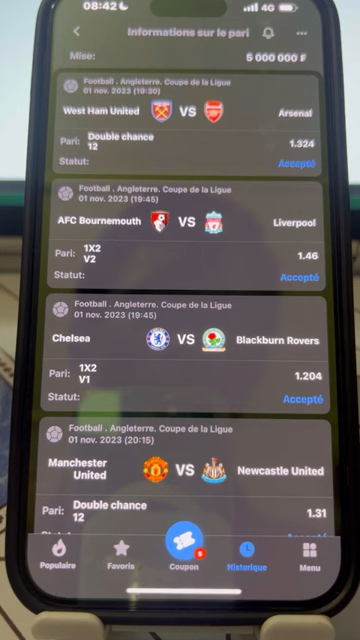 08:42
4G
Informations sur le pari
Mise: 5 000 000 F
Football . Angleterre. Coupe de la Ligue
01 nov. 2023 (19:30)
West Ham United VS Arsenal
Pari: Double chance 1.324
12
Statut: Accepté
Football . Angleterre. Coupe de la Ligue
01 nov. 2023 (19:45)
AFC Bournemouth VS Liverpool
Pari: 1X2 1.46
V2
Statut: Accepté
Football . Angleterre. Coupe de la Ligue
01 nov. 2023 (19:45)
Chelsea VS Blackburn Rovers
Pari: 1X2 1.204
V1
Statut: Accepté
Football . Angleterre. Coupe de la Ligue
01 nov. 2023 (20:15)
Manchester United VS Newcastle United
Pari: Double chance 1.31
12
Populaire Favoris Coupon Historique Menu